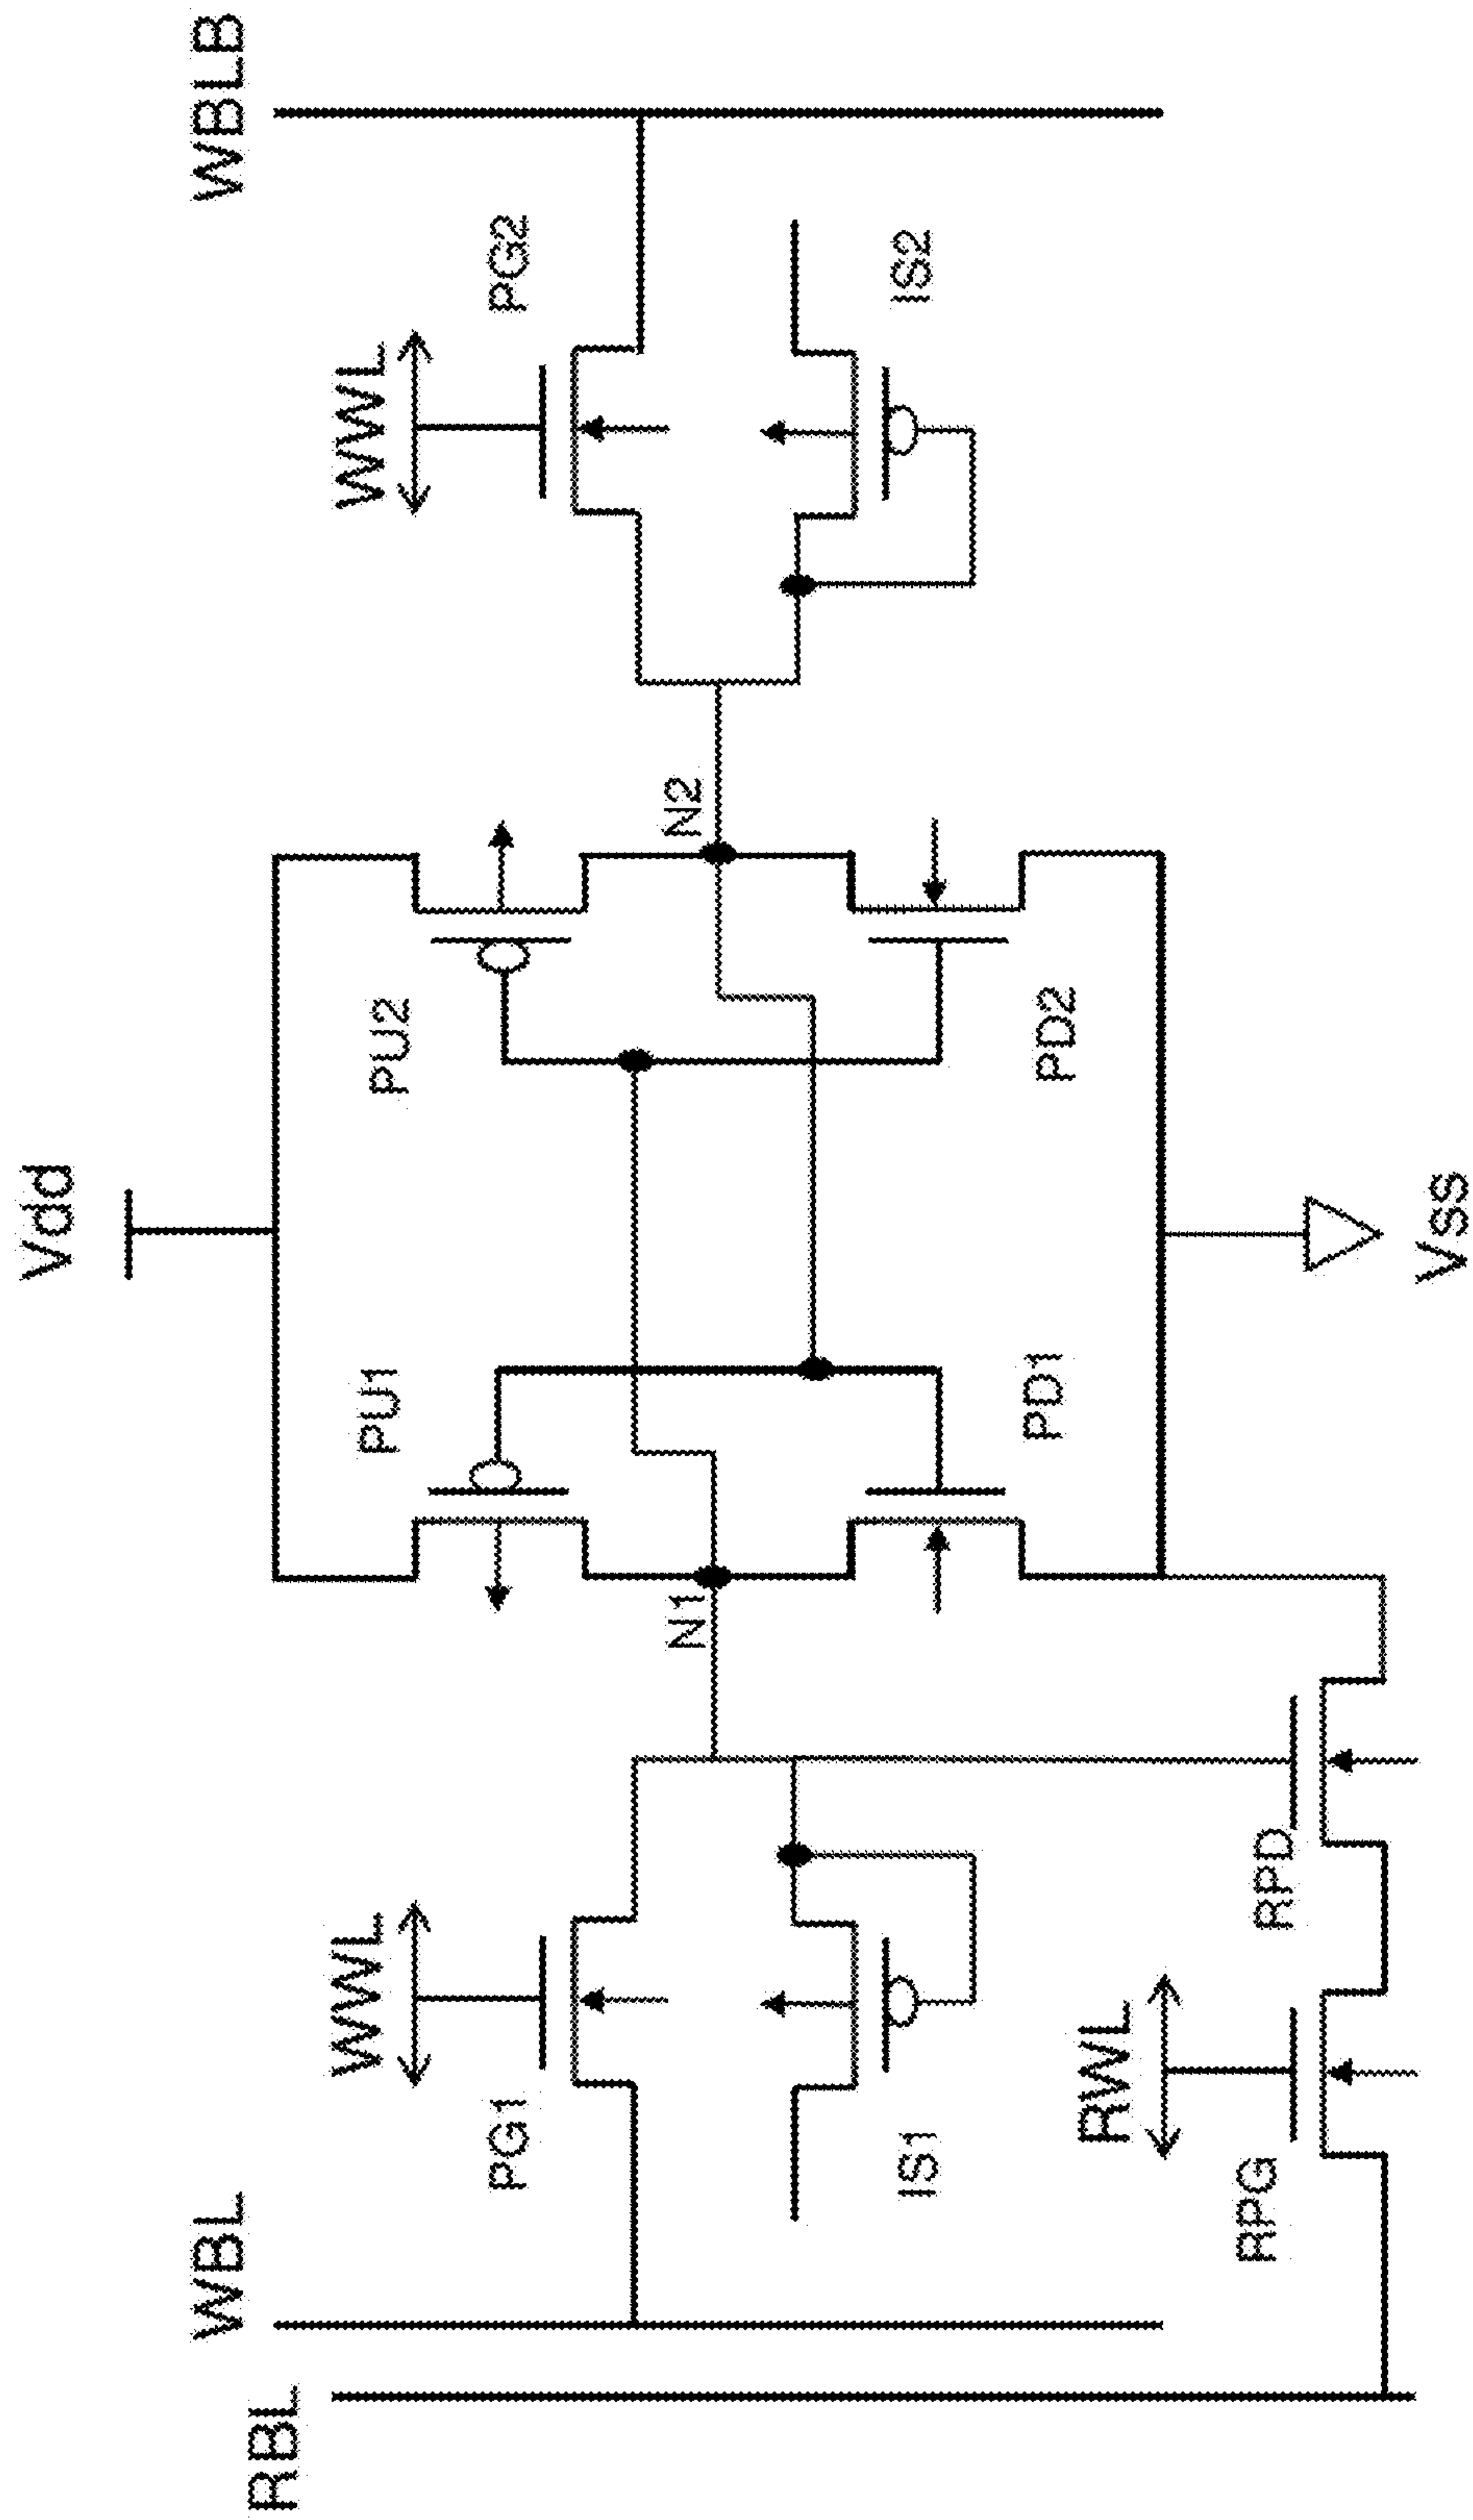 Vdd
RBL
WBL
WBLB
WWL
WWL
PG1
PU1
PU2
PG2
N1
N2
IS1
IS2
PD1
PD2
RWL
RPG
RPD
Vss